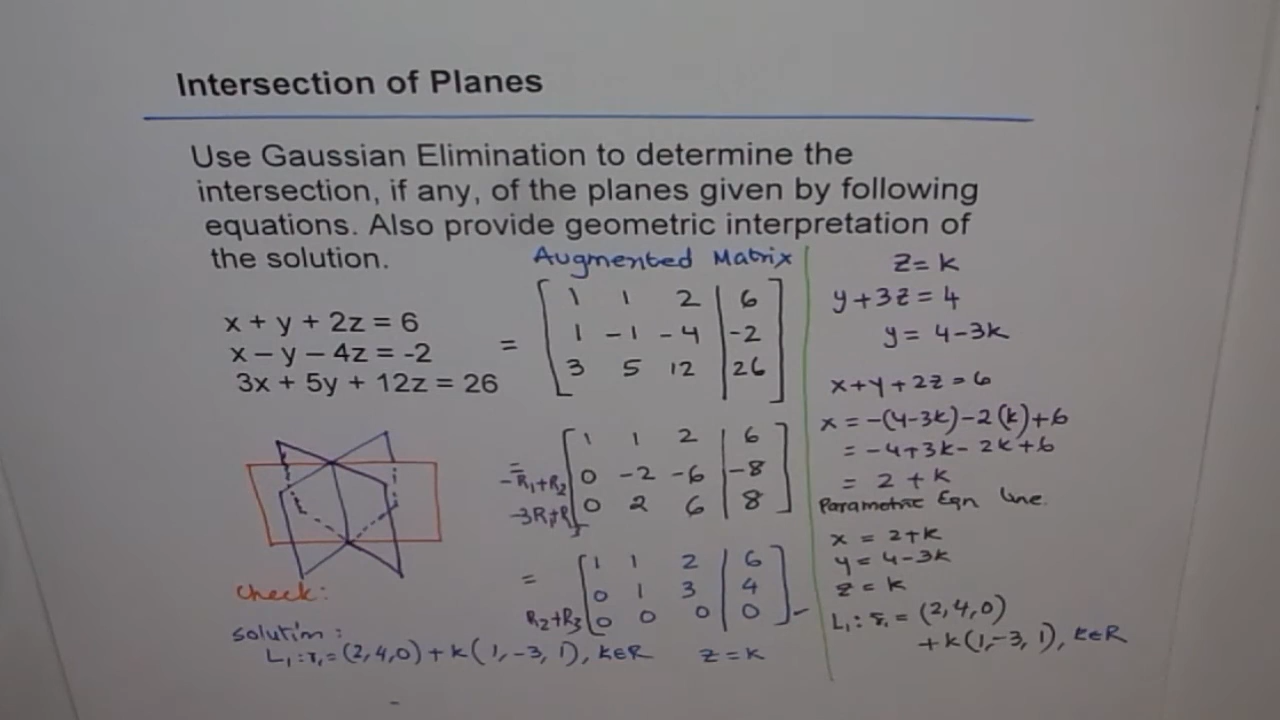 Intersection of Planes
Use Gaussian Elimination to determine the
intersection, if any, of the planes given by following
equations. Also provide geometric interpretation of
the solution.
x + y + 2z = 6
x – y – 4z = -2
3x + 5y + 12z = 26
Augmented Matrix
= [ 1 1 2 | 6 ]
[ 1 -1 -4 | -2 ]
[ 3 5 12 | 26 ]
= [ 1 1 2 | 6 ]
-R₁+R₂ [ 0 -2 -6 | -8 ]
-3R₁+R₃ [ 0 2 6 | 8 ]
= [ 1 1 2 | 6 ]
[ 0 1 3 | 4 ]
R₂+R₃ [ 0 0 0 | 0 ]
z = k
check:
solution:
L₁: r₁ = (2,4,0) + k(1,-3,1), kεR
z = k
y + 3z = 4
y = 4-3k
x+y+2z=6
x = -(4-3k)-2(k)+6
= -4+3k-2k+6
= 2+k
Parametric Eqn line.
x = 2+k
y = 4-3k
z = k
L₁: r₁ = (2,4,0)
+k(1,-3,1), kεR